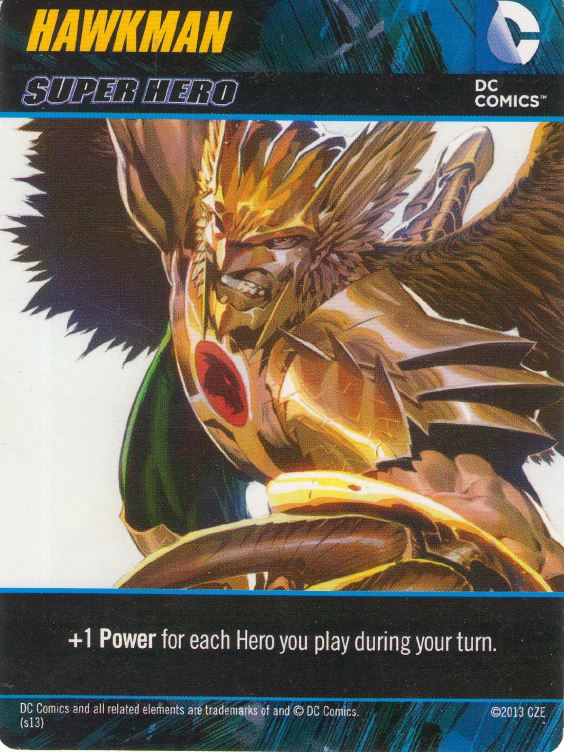 HAWKMAN
SUPER HERO
DC
COMICS™
+1 Power for each Hero you play during your turn.
DC Comics and all related elements are trademarks of and © DC Comics.
(s13)
©2013 CZE